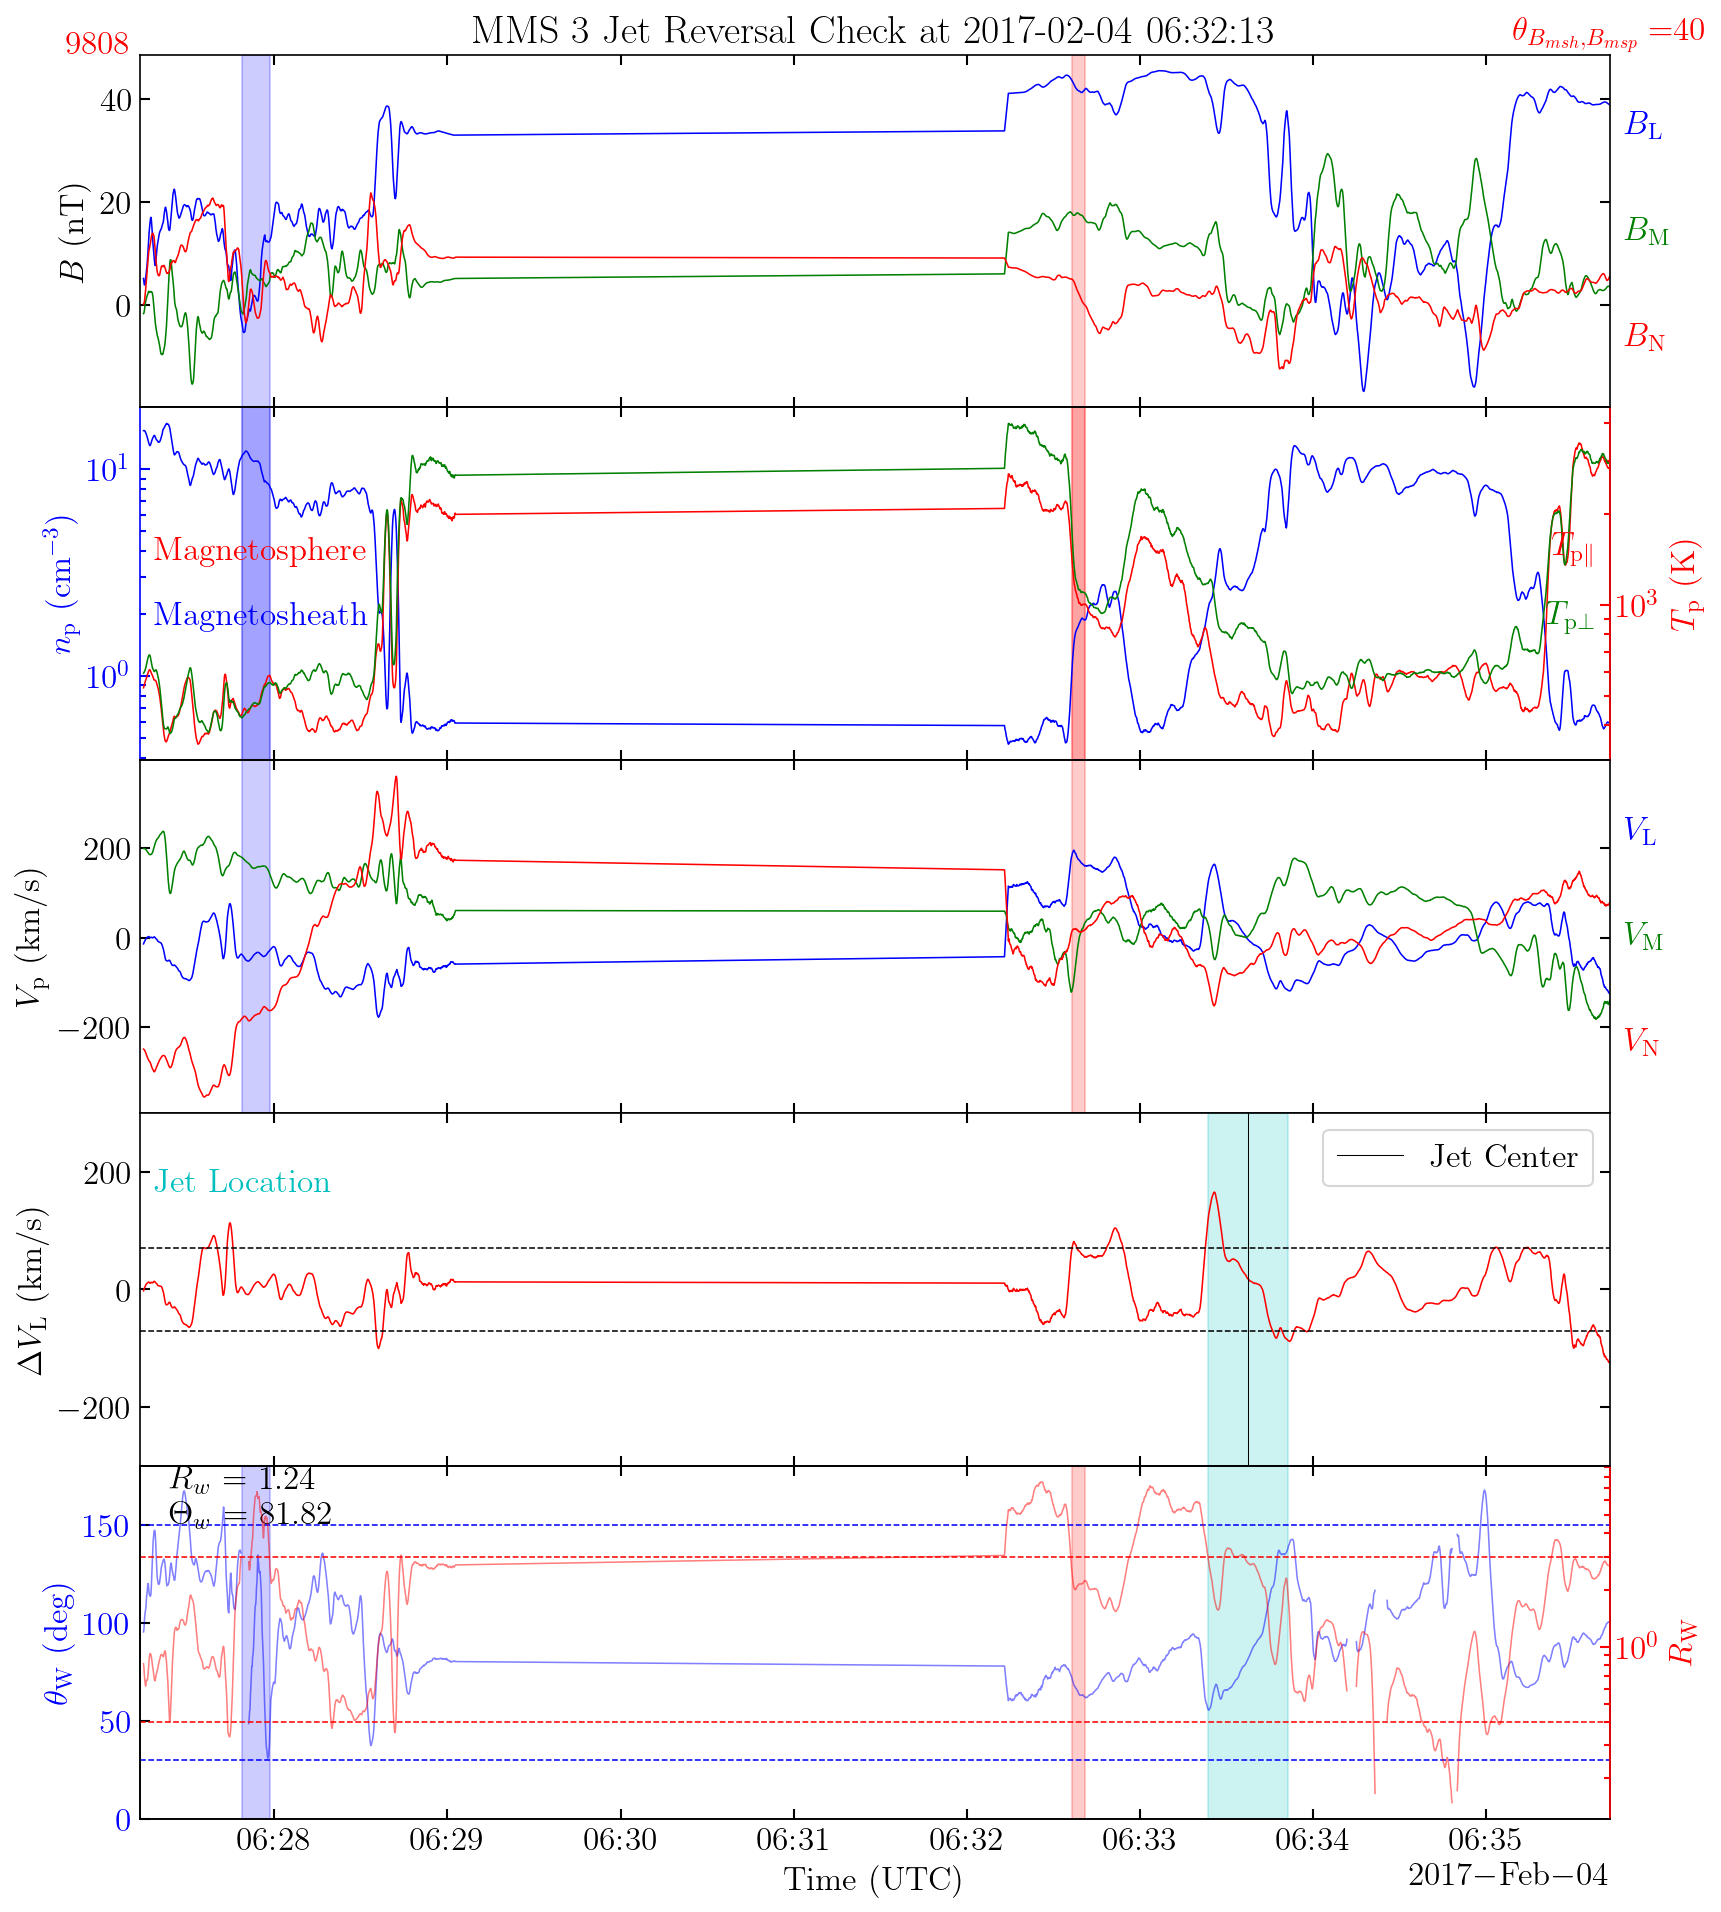 9808
MMS 3 Jet Reversal Check at 2017-02-04 06:32:13
θ_{B_{msh},B_{msp}} =40
40
20
0
B (nT)
B_L
B_M
B_N
10^1
10^0
n_p (cm^{−3})
Magnetosphere
Magnetosheath
T_{p∥}
T_{p⊥}
10^3
T_p (K)
200
0
−200
V_p (km/s)
V_L
V_M
V_N
200
0
−200
ΔV_L (km/s)
Jet Location
Jet Center
R_w = 1.24
Θ_w = 81.82
150
100
50
0
θ_W (deg)
10^0
R_W
06:28
06:29
06:30
06:31
06:32
06:33
06:34
06:35
Time (UTC)
2017−Feb−04